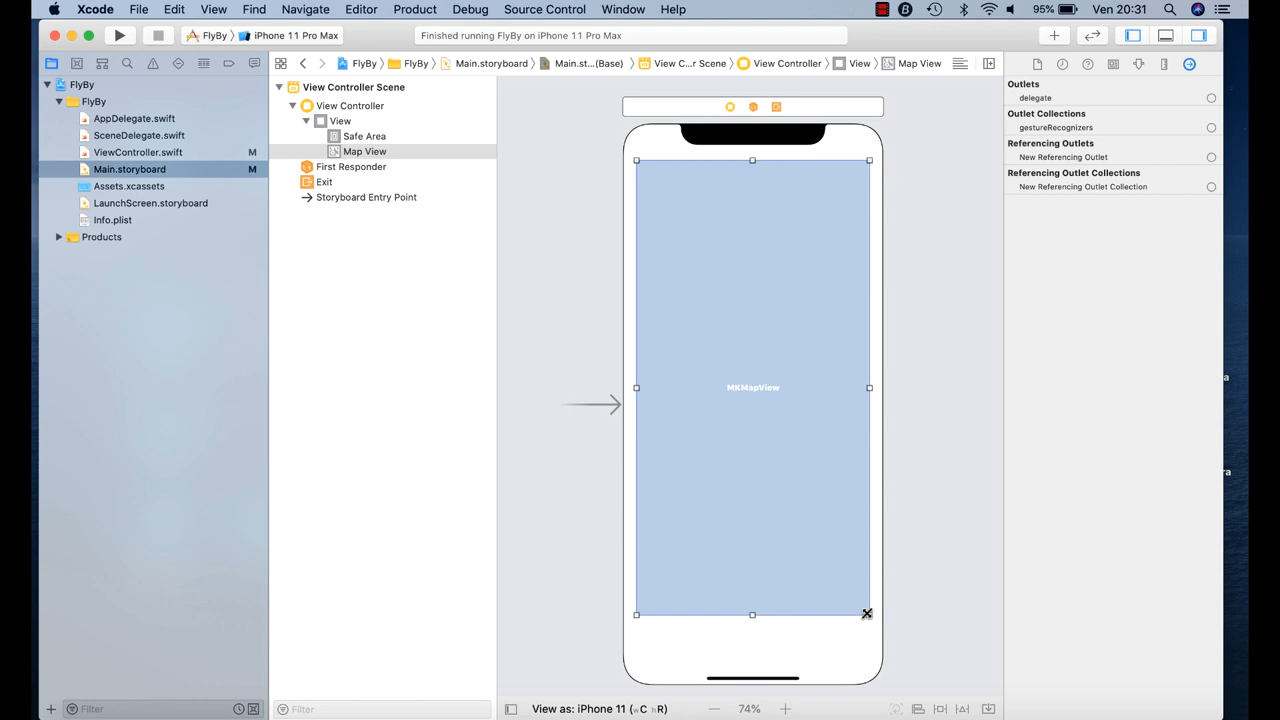 Xcode File Edit View Find Navigate Editor Product Debug Source Control Window Help 95% Ven 20:31
FlyBy iPhone 11 Pro Max Finished running FlyBy on iPhone 11 Pro Max
FlyBy FlyBy Main.storyboard Main.st...(Base) View C...r Scene View Controller View Map View
FlyBy
FlyBy
AppDelegate.swift
SceneDelegate.swift
ViewController.swift M
Main.storyboard M
Assets.xcassets
LaunchScreen.storyboard
Info.plist
Products
View Controller Scene
View Controller
View
Safe Area
Map View
First Responder
Exit
Storyboard Entry Point
MKMapView
Outlets
delegate
Outlet Collections
gestureRecognizers
Referencing Outlets
New Referencing Outlet
Referencing Outlet Collections
New Referencing Outlet Collection
a
ra
Filter
Filter
View as: iPhone 11 (wC hR) 74%